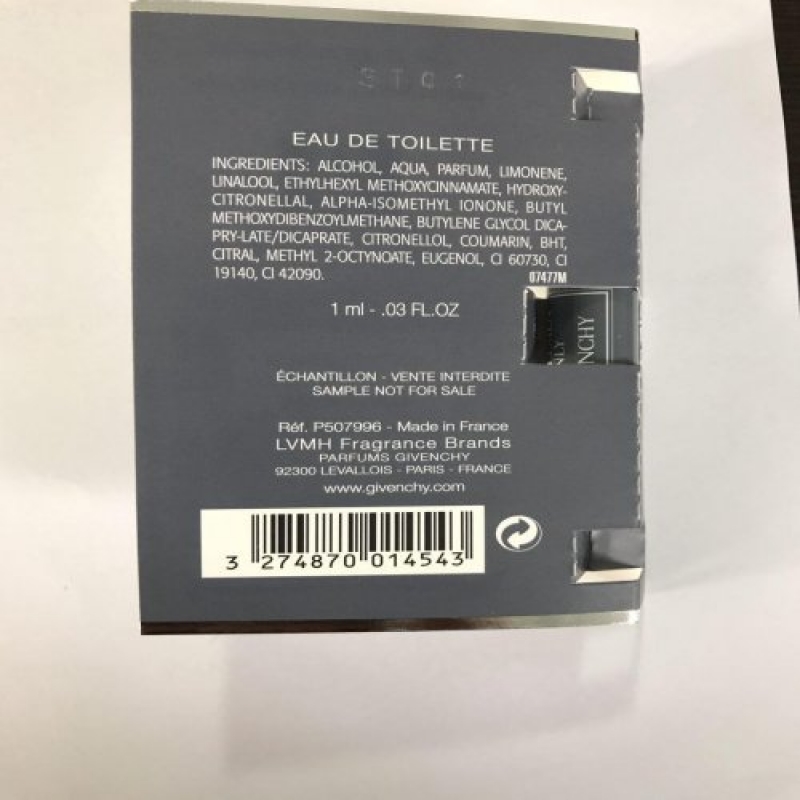 EAU DE TOILETTE
INGREDIENTS: ALCOHOL, AQUA, PARFUM, LIMONENE,
LINALOOL, ETHYLHEXYL METHOXYCINNAMATE, HYDROXY-
CITRONELLAL, ALPHA-ISOMETHYL IONONE, BUTYL
METHOXYDIBENZOYLMETHANE, BUTYLENE GLYCOL DICA-
PRY-LATE/DICAPRATE, CITRONELLOL, COUMARIN, BHT,
CITRAL, METHYL 2-OCTYNOATE, EUGENOL, CI 60730, CI
19140, CI 42090. 07477M
1 ml - .03 FL.OZ
NLY
NCHY
ÉCHANTILLON - VENTE INTERDITE
SAMPLE NOT FOR SALE
Réf. P507996 - Made in France
LVMH Fragrance Brands
PARFUMS GIVENCHY
92300 LEVALLOIS - PARIS - FRANCE
www.givenchy.com
3 274870 014543